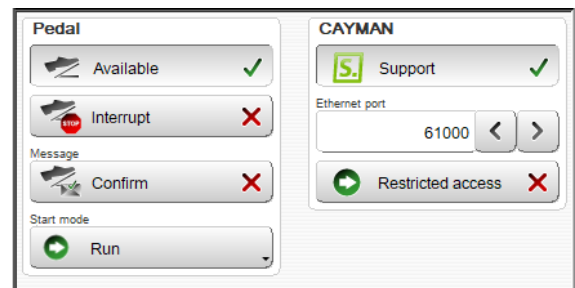 Pedal
Available
STOP
Interrupt
Message
Confirm
Start mode
Run
CAYMAN
S.
Support
Ethernet port
61000
Restricted access